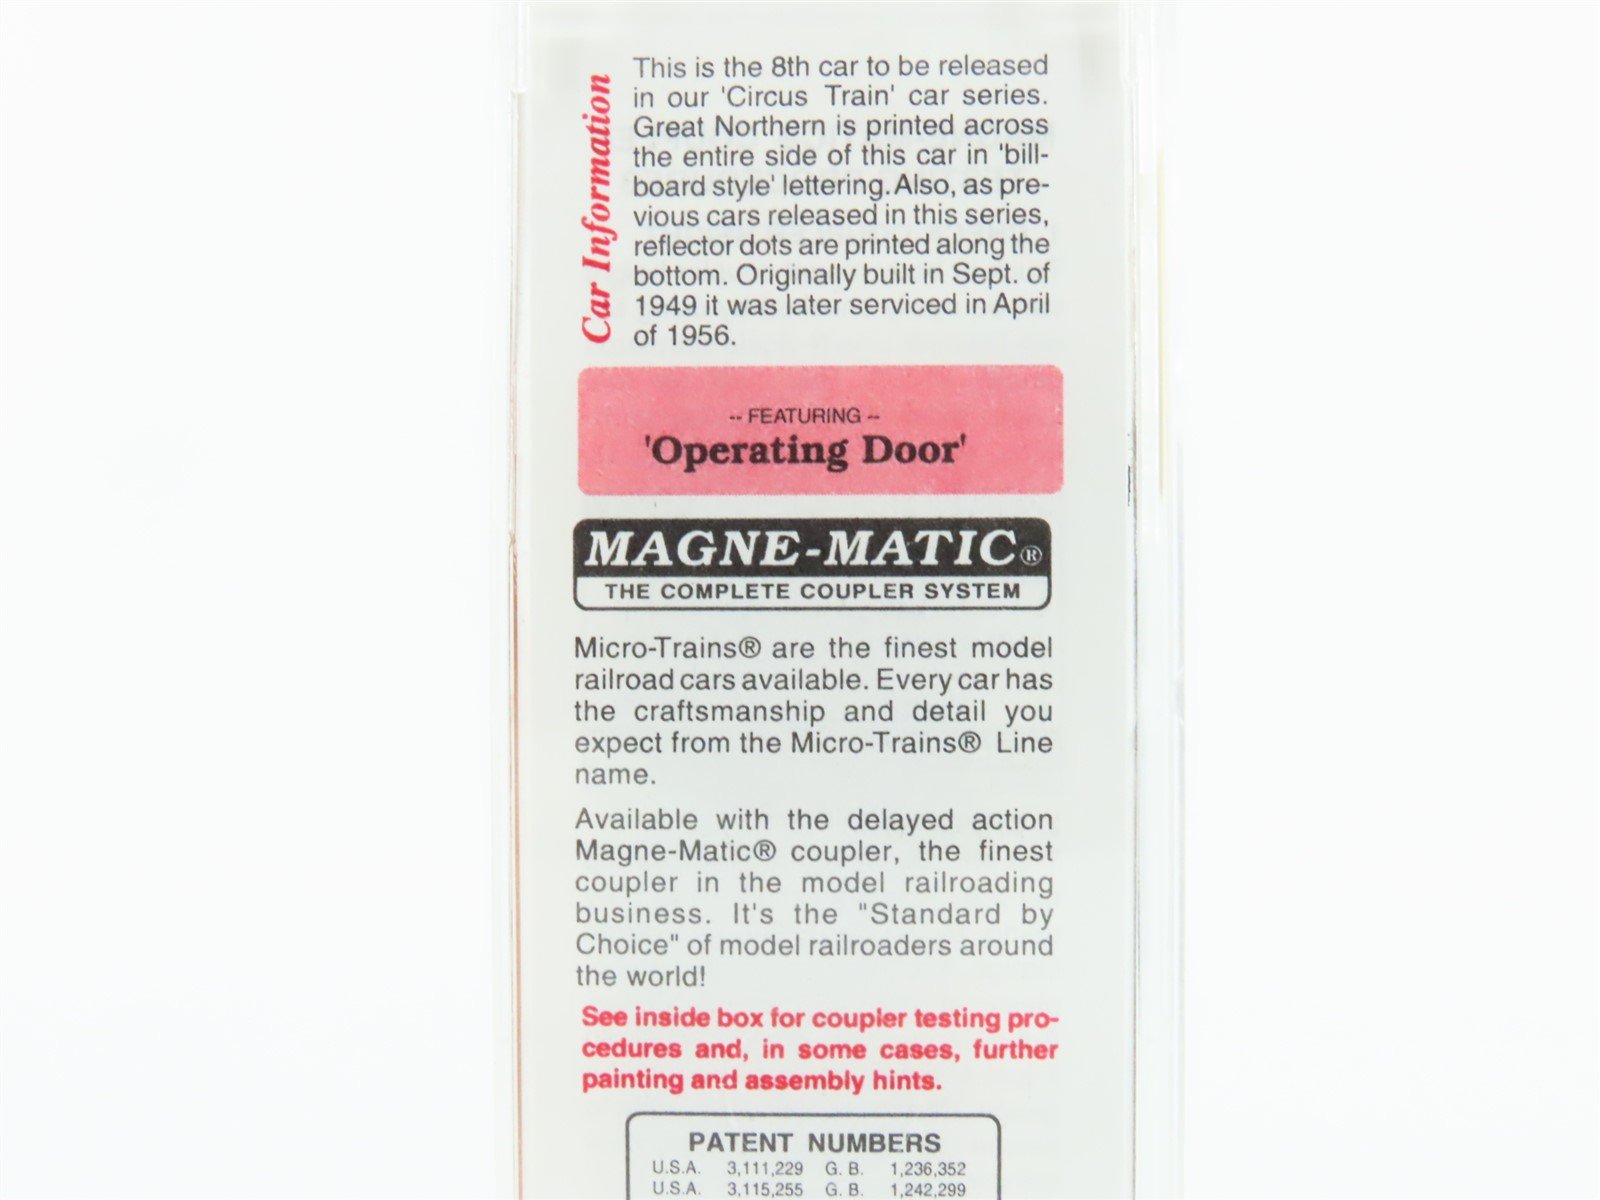 Car Information
This is the 8th car to be released
in our 'Circus Train' car series.
Great Northern is printed across
the entire side of this car in 'bill-
board style' lettering. Also, as pre-
vious cars released in this series,
reflector dots are printed along the
bottom. Originally built in Sept. of
1949 it was later serviced in April
of 1956.
-- FEATURING --
'Operating Door'
MAGNE-MATIC®
THE COMPLETE COUPLER SYSTEM
Micro-Trains® are the finest model
railroad cars available. Every car has
the craftsmanship and detail you
expect from the Micro-Trains® Line
name.
Available with the delayed action
Magne-Matic® coupler, the finest
coupler in the model railroading
business. It's the "Standard by
Choice" of model railroaders around
the world!
See inside box for coupler testing pro-
cedures and, in some cases, further
painting and assembly hints.
PATENT NUMBERS
U.S.A. 3,111,229 G. B. 1,236,352
U.S.A. 3,115,255 G. B. 1,242,299